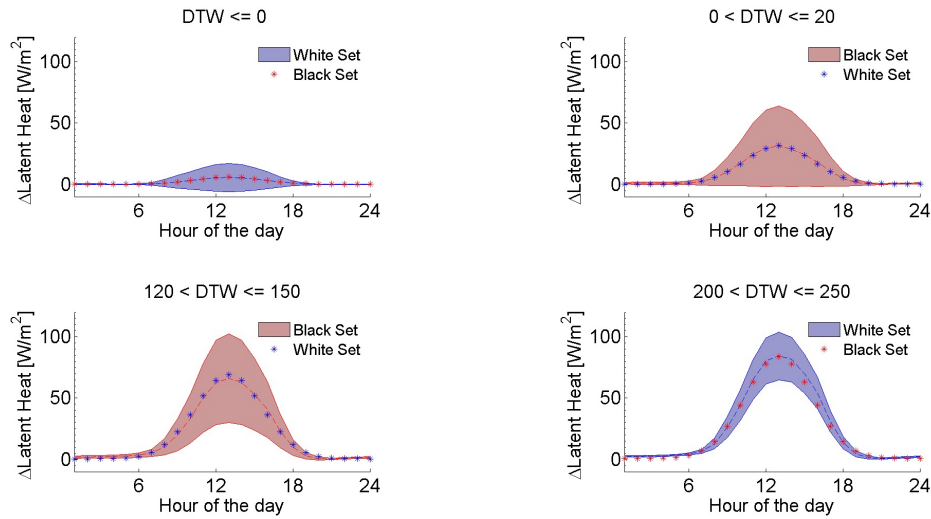 DTW <= 0
ΔLatent Heat [W/m²]
100
50
0
White Set
Black Set
6
12
18
24
Hour of the day
0 < DTW <= 20
ΔLatent Heat [W/m²]
100
50
0
Black Set
White Set
6
12
18
24
Hour of the day
120 < DTW <= 150
ΔLatent Heat [W/m²]
100
50
0
Black Set
White Set
6
12
18
24
Hour of the day
200 < DTW <= 250
ΔLatent Heat [W/m²]
100
50
0
White Set
Black Set
6
12
18
24
Hour of the day